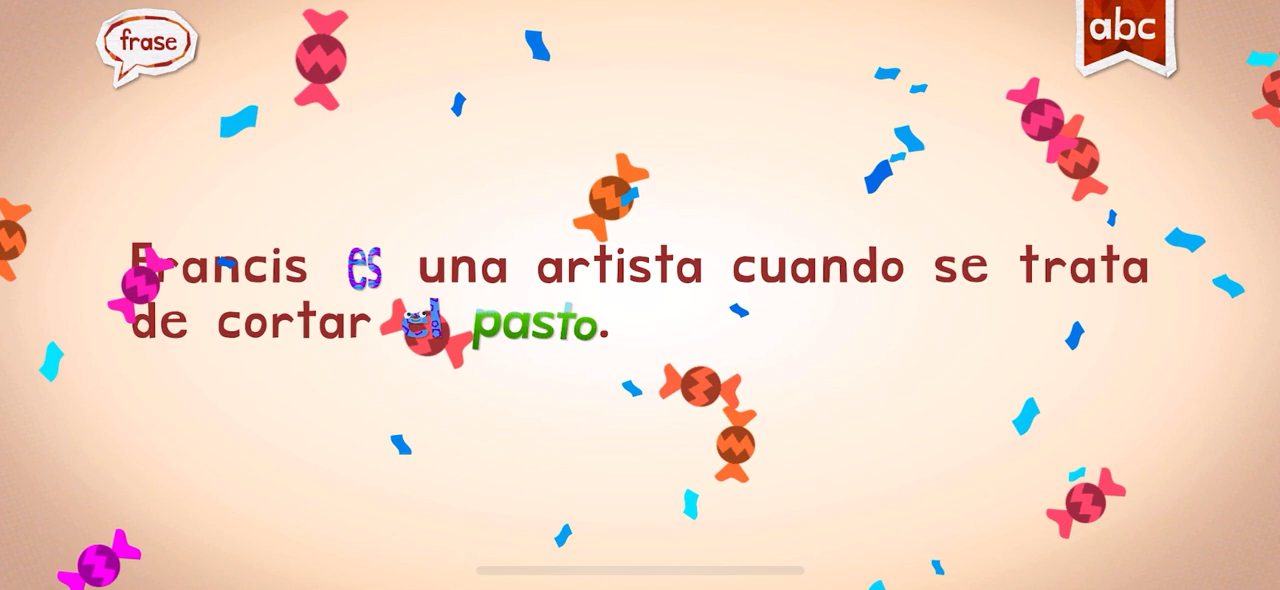 frase
abc
Francis es una artista cuando se trata
de cortar el pasto.